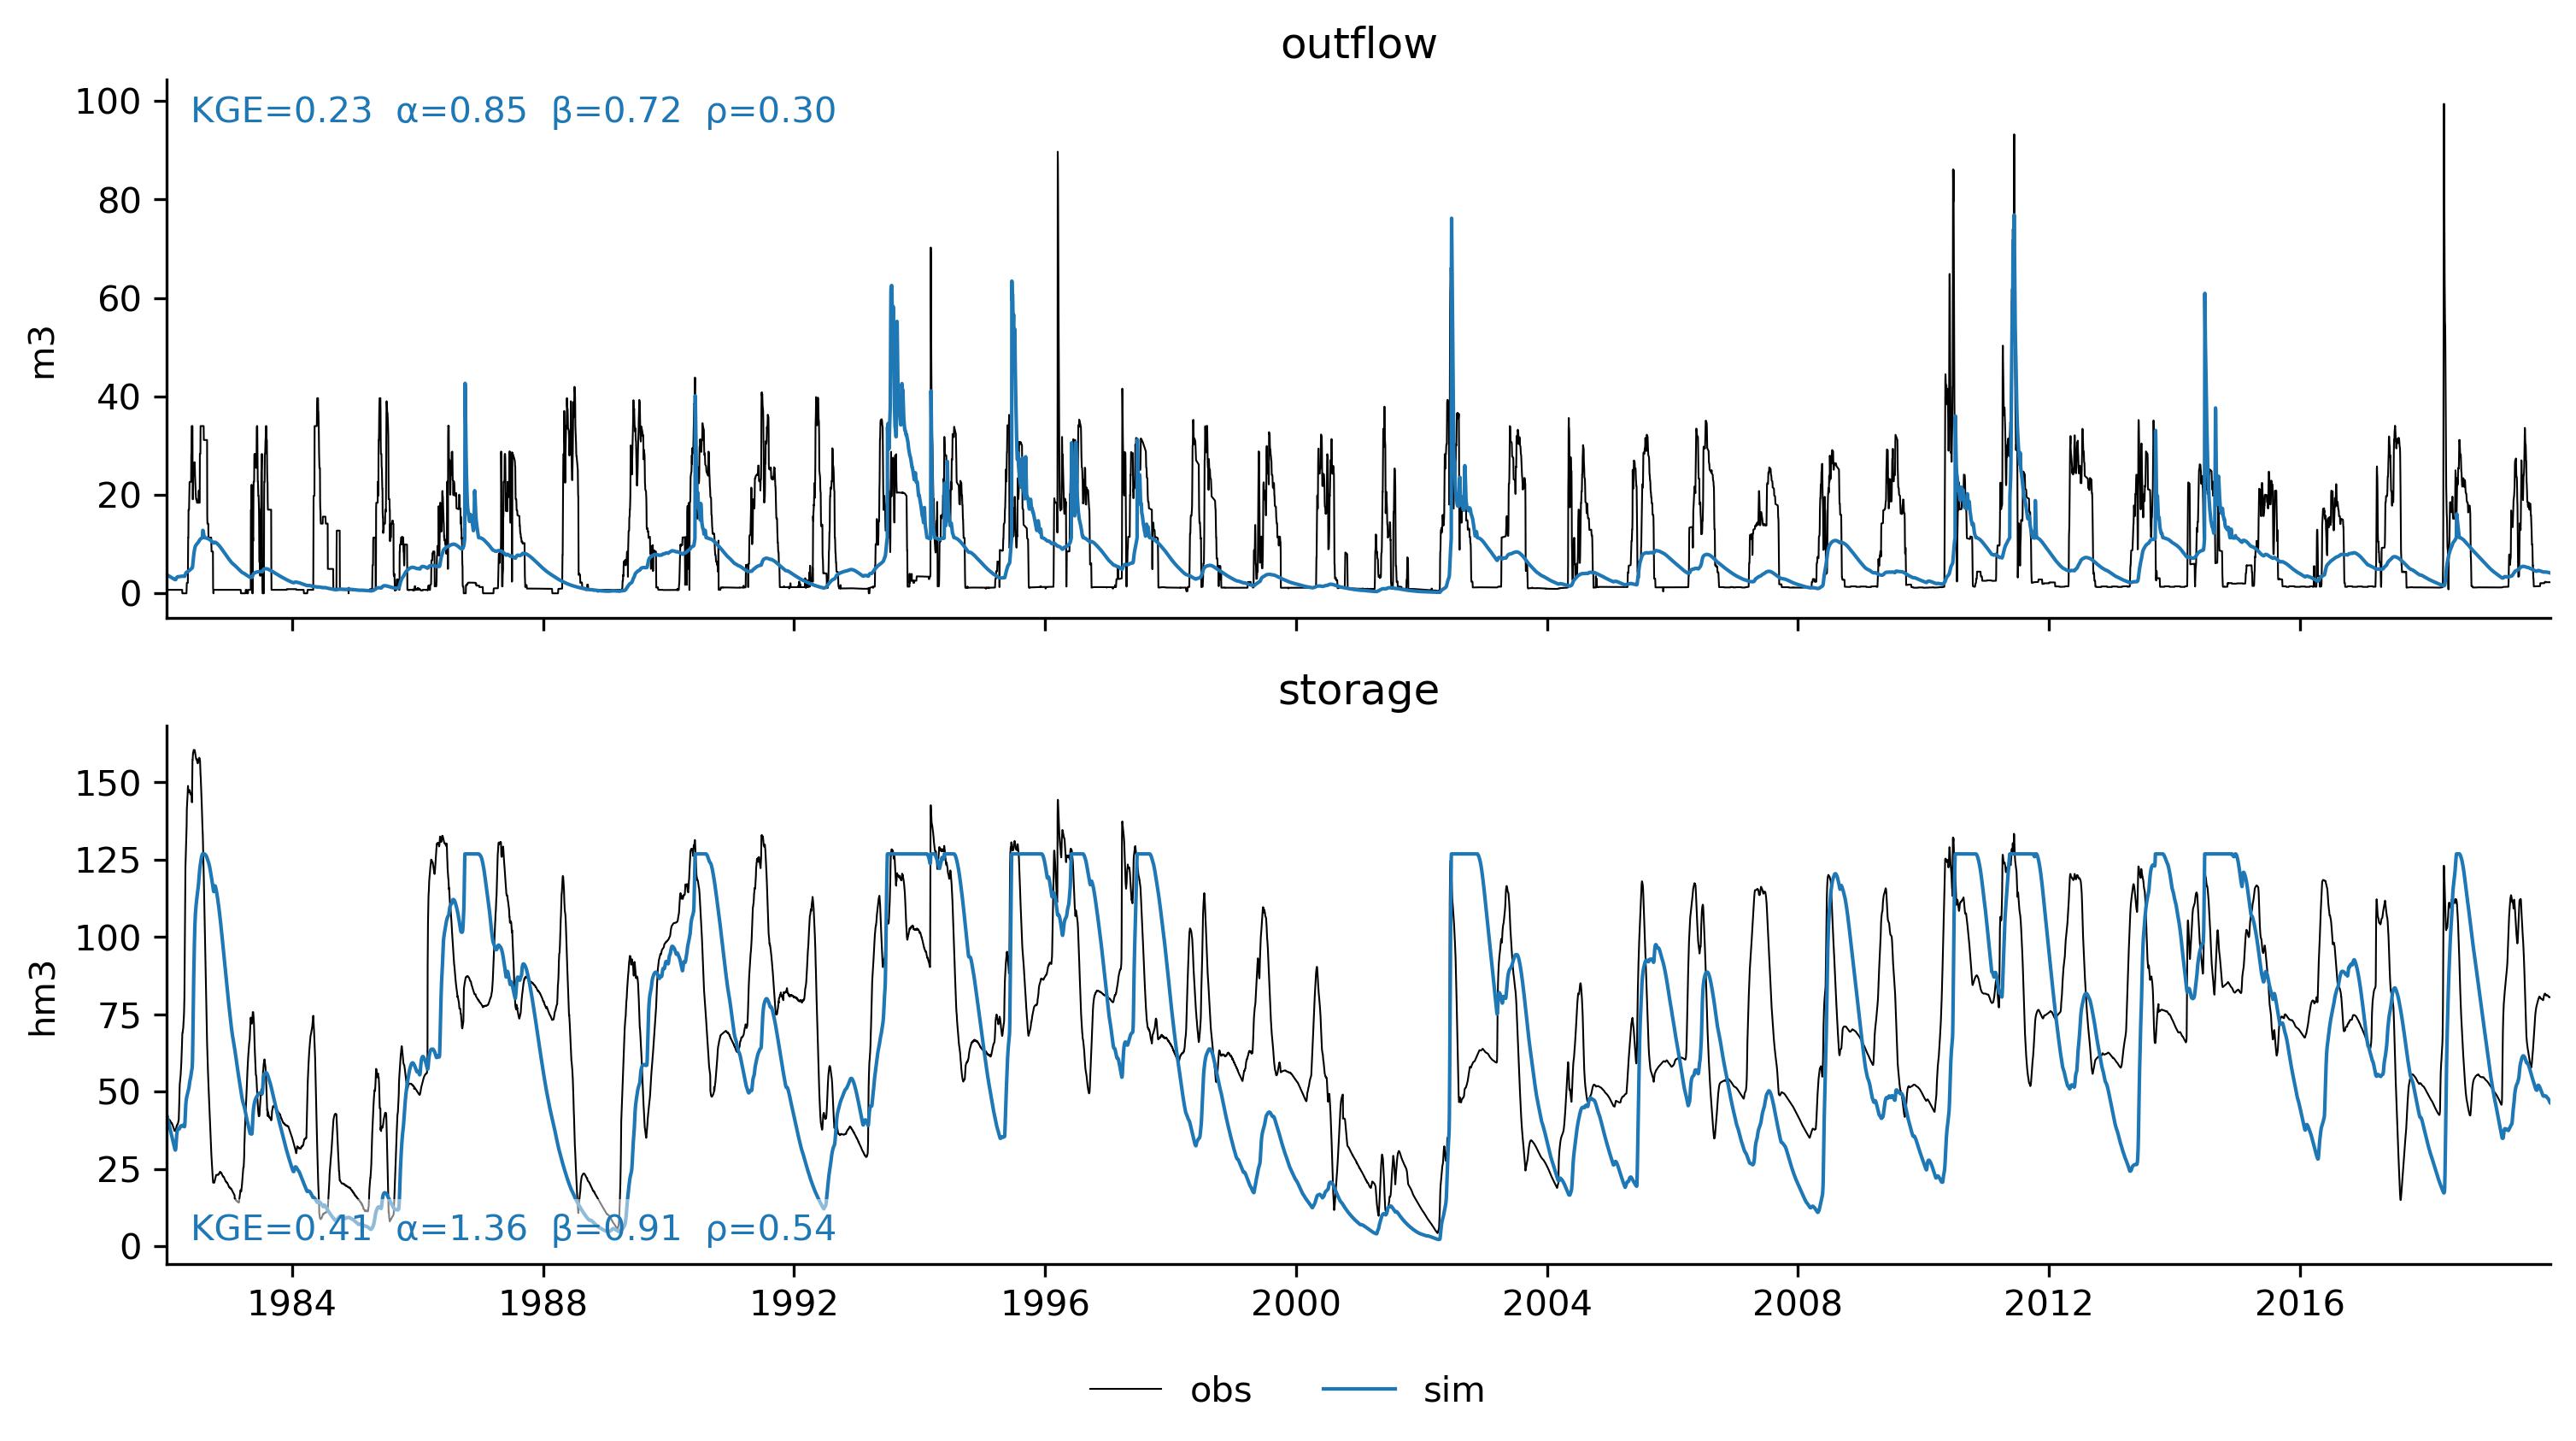 outflow
KGE=0.23 α=0.85 β=0.72 ρ=0.30
100
80
60
40
20
0
m3
storage
150
125
100
75
50
25
0
hm3
KGE=0.41 α=1.36 β=0.91 ρ=0.54
1984 1988 1992 1996 2000 2004 2008 2012 2016
obs sim